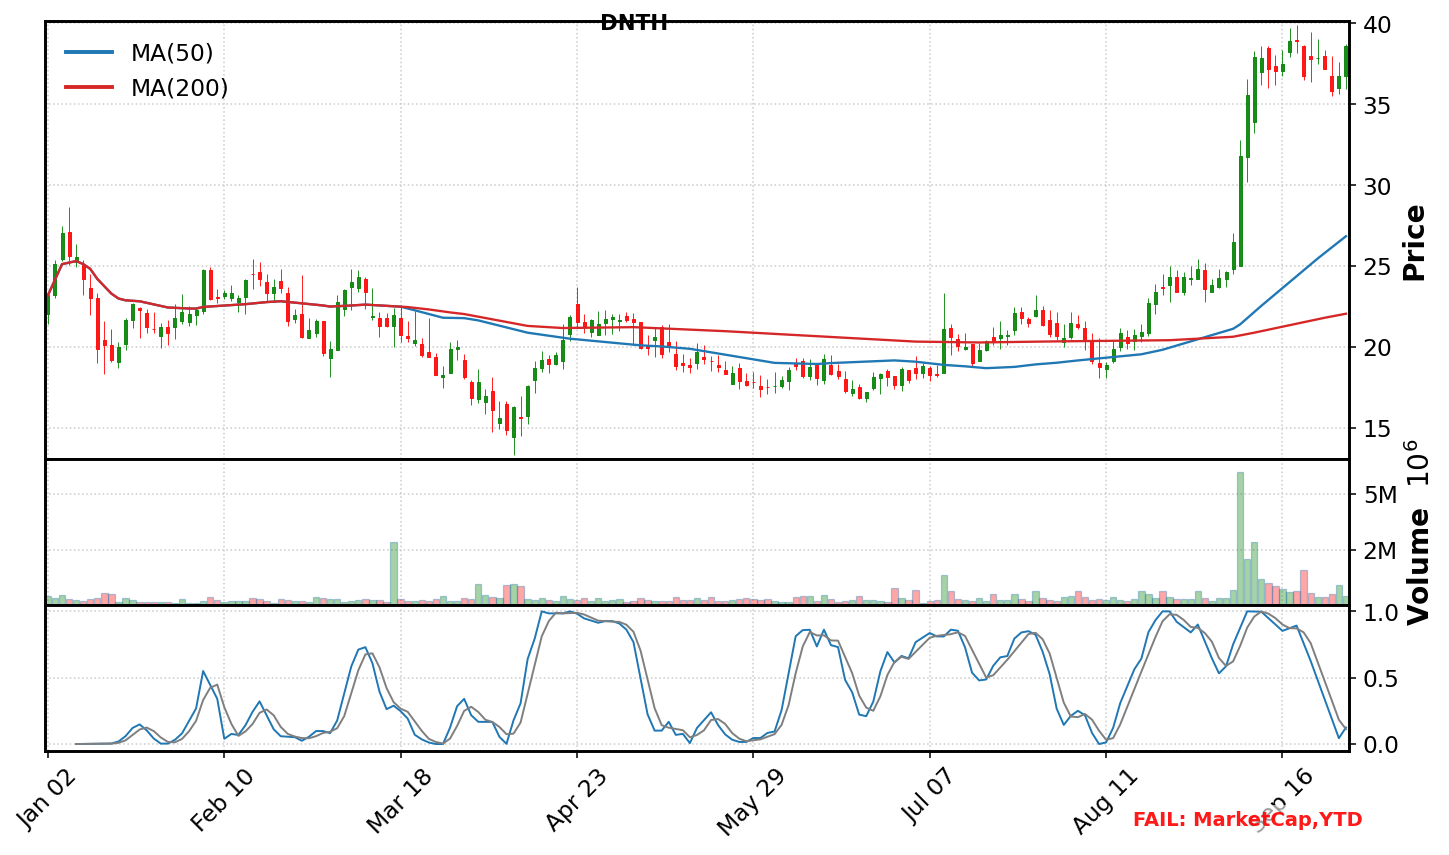 DNTH
MA(50)
MA(200)
40
35
30
25
20
15
Price
5M
2M
Volume 10⁶
1.0
0.5
0.0
Jan 02
Feb 10
Mar 18
Apr 23
May 29
Jul 07
Aug 11
Sep 16
FAIL: MarketCap,YTD